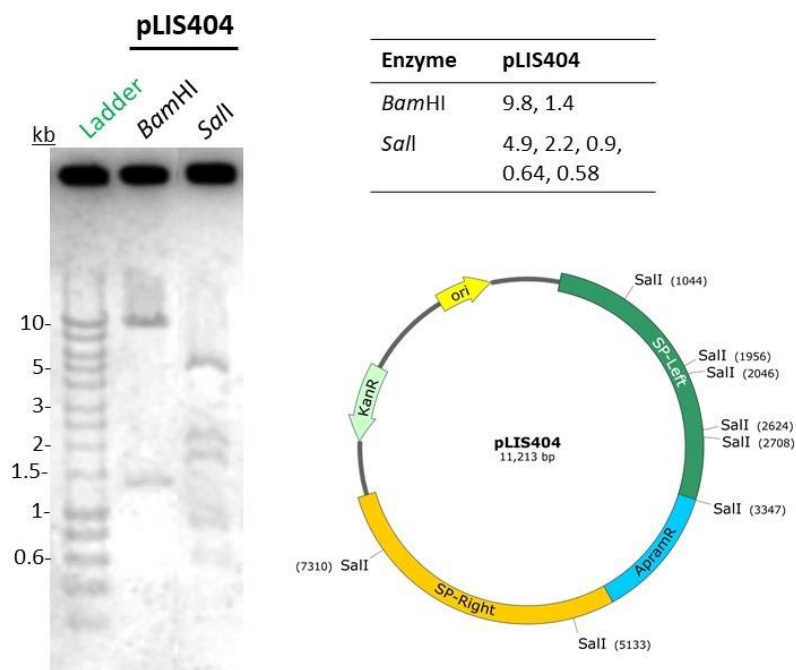 pLIS404
Ladder
BamHI
SalI
kb
10-
5-
3-
2-
1.5-
1-
0.6-
Enzyme pLIS404
BamHI 9.8, 1.4
SalI 4.9, 2.2, 0.9,
0.64, 0.58
ori
KanR
SP-Left
ApramR
SP-Right
pLIS404
11,213 bp
SalI (1044)
SalI (1956)
SalI (2046)
SalI (2624)
SalI (2708)
SalI (3347)
SalI (5133)
(7310) SalI